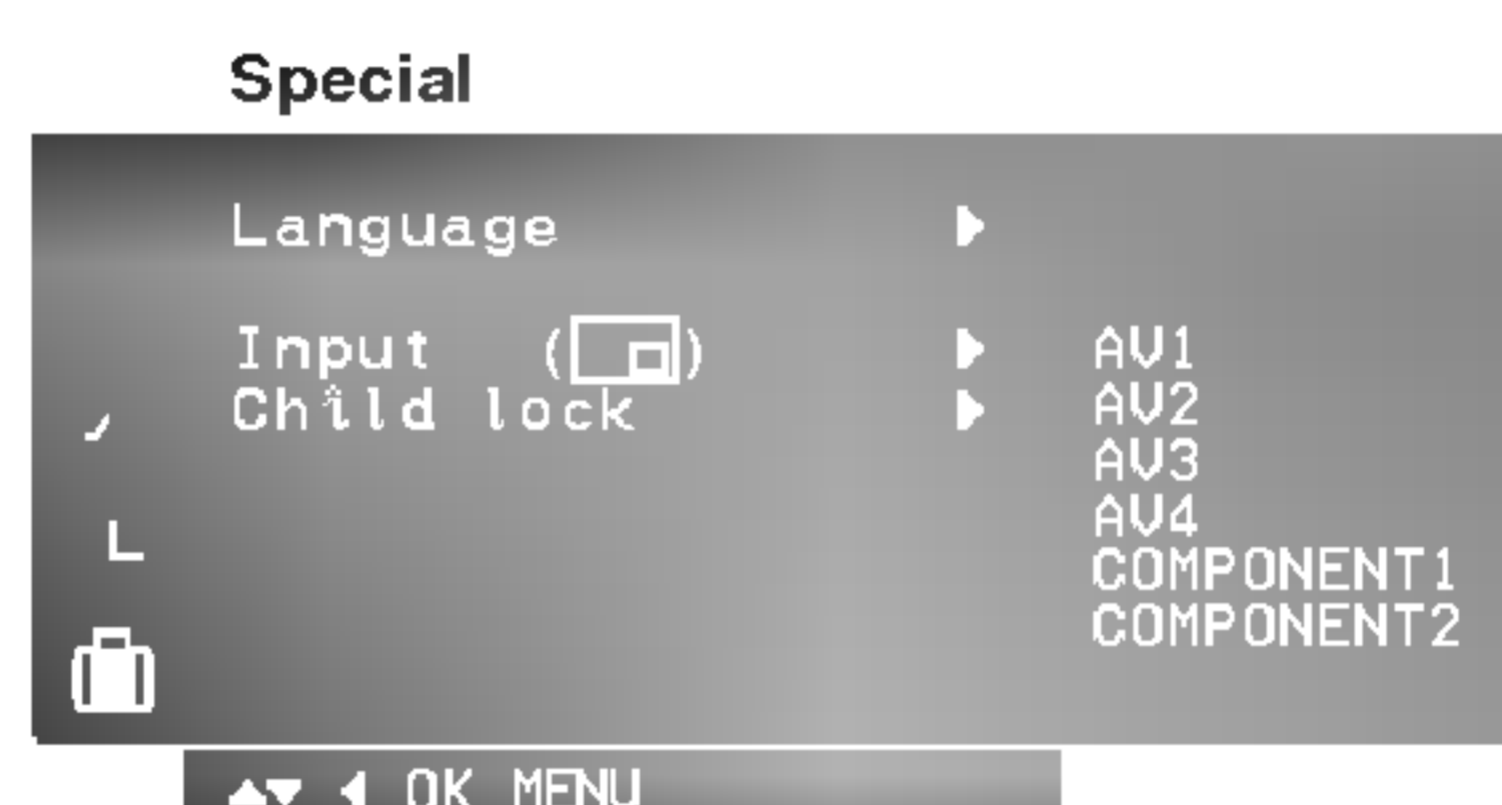 Special
Language ▶
Input ( ) ▶ AV1
Child lock ▶ AV2
AV3
AV4
COMPONENT1
COMPONENT2
▲▼ ◀ OK MENU